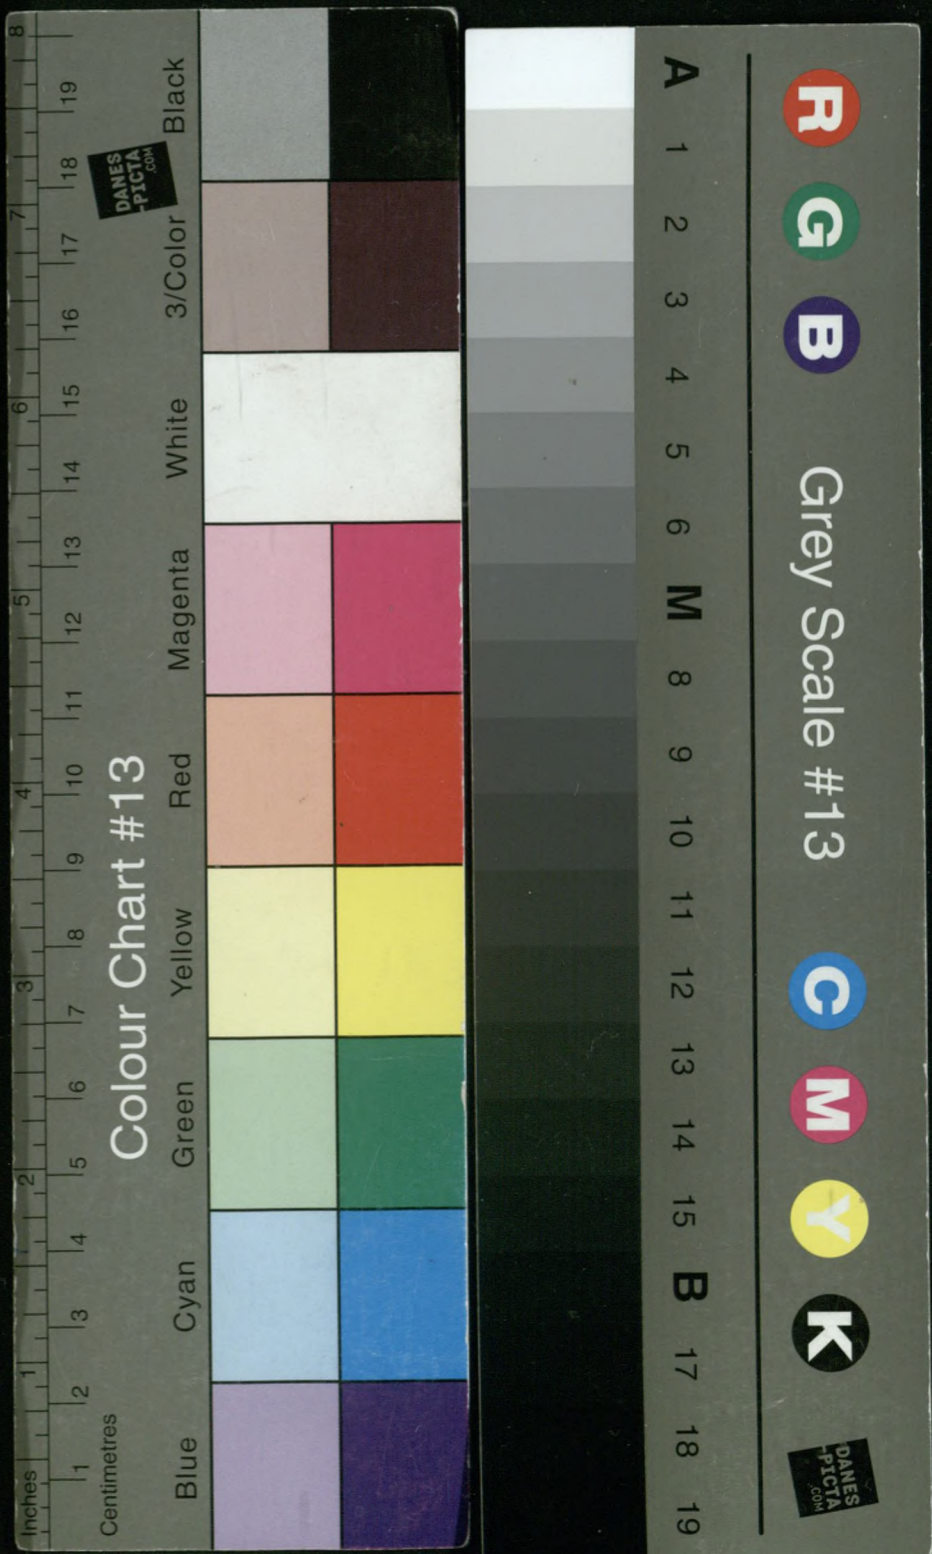 Colour Chart #13
Inches
1
2
3
4
5
6
7
8
Centimetres
1
2
3
4
5
6
7
8
9
10
11
12
13
14
15
16
17
18
19
Blue
Cyan
Green
Yellow
Red
Magenta
White
3/Color
Black
DANES
-PICTA
.COM
R G B Grey Scale #13 C M Y K
DANES
-PICTA
.COM
A 1 2 3 4 5 6 M 8 9 10 11 12 13 14 15 B 17 18 19